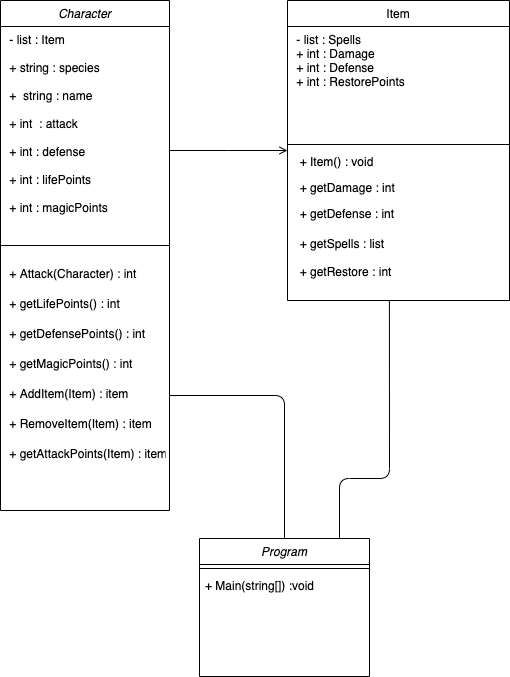 Character
- list : Item
+ string : species
+ string : name
+ int : attack
+ int : defense
+ int : lifePoints
+ int : magicPoints
+ Attack(Character) : int
+ getLifePoints() : int
+ getDefensePoints() : int
+ getMagicPoints() : int
+ AddItem(Item) : item
+ RemoveItem(Item) : item
+ getAttackPoints(Item) : item
Item
- list : Spells
+ int : Damage
+ int : Defense
+ int : RestorePoints
+ Item() : void
+ getDamage : int
+ getDefense : int
+ getSpells : list
+ getRestore : int
Program
+ Main(string[]) :void